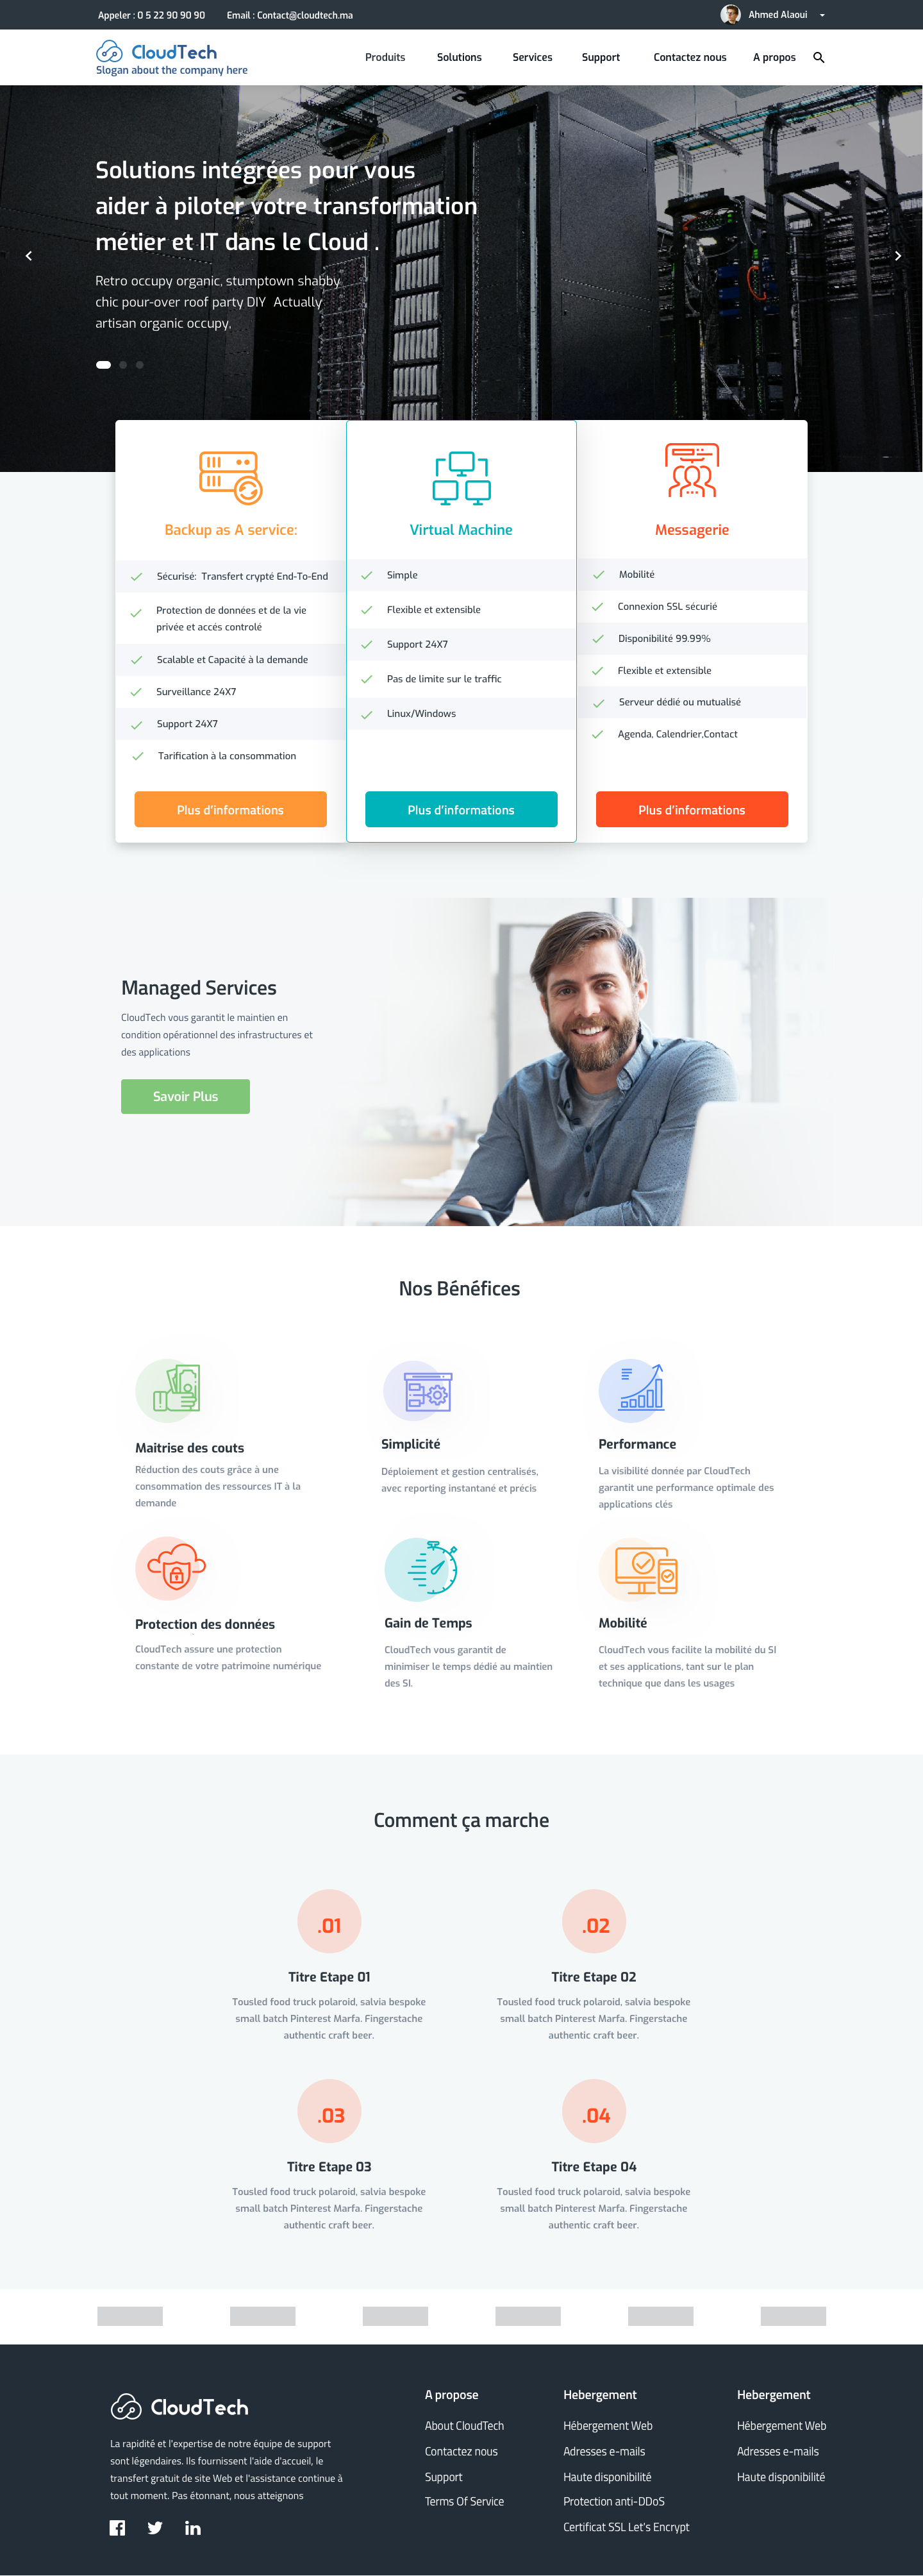 Appeler : 0 5 22 90 90 90
Email : Contact@cloudtech.ma
Ahmed Alaoui
CloudTech
Slogan about the company here
Produits
Solutions
Services
Support
Contactez nous
A propos
Solutions intégrées pour vous
aider à piloter votre transformation
métier et IT dans le Cloud .
Retro occupy organic, stumptown shabby
chic pour-over roof party DIY Actually
artisan organic occupy,
Backup as A service:
Sécurisé: Transfert crypté End-To-End
Protection de données et de la vie
privée et accés controlé
Scalable et Capacité à la demande
Surveillance 24X7
Support 24X7
Tarification à la consommation
Plus d'informations
Virtual Machine
Simple
Flexible et extensible
Support 24X7
Pas de limite sur le traffic
Linux/Windows
Plus d'informations
Messagerie
Mobilité
Connexion SSL sécurié
Disponibilité 99.99%
Flexible et extensible
Serveur dédié ou mutualisé
Agenda, Calendrier,Contact
Plus d'informations
Managed Services
CloudTech vous garantit le maintien en
condition opérationnel des infrastructures et
des applications
Savoir Plus
Nos Bénéfices
Maitrise des couts
Réduction des couts grâce à une
consommation des ressources IT à la
demande
Simplicité
Déploiement et gestion centralisés,
avec reporting instantané et précis
Performance
La visibilité donnée par CloudTech
garantit une performance optimale des
applications clés
Protection des données
CloudTech assure une protection
constante de votre patrimoine numérique
Gain de Temps
CloudTech vous garantit de
minimiser le temps dédié au maintien
des SI.
Mobilité
CloudTech vous facilite la mobilité du SI
et ses applications, tant sur le plan
technique que dans les usages
Comment ça marche
.01
Titre Etape 01
Tousled food truck polaroid, salvia bespoke
small batch Pinterest Marfa. Fingerstache
authentic craft beer.
.02
Titre Etape 02
Tousled food truck polaroid, salvia bespoke
small batch Pinterest Marfa. Fingerstache
authentic craft beer.
.03
Titre Etape 03
Tousled food truck polaroid, salvia bespoke
small batch Pinterest Marfa. Fingerstache
authentic craft beer.
.04
Titre Etape 04
Tousled food truck polaroid, salvia bespoke
small batch Pinterest Marfa. Fingerstache
authentic craft beer.
CloudTech
La rapidité et l'expertise de notre équipe de support
sont légendaires. Ils fournissent l'aide d'accueil, le
transfert gratuit de site Web et l'assistance continue à
tout moment. Pas étonnant, nous atteignons
A propose
About CloudTech
Contactez nous
Support
Terms Of Service
Hebergement
Hébergement Web
Adresses e-mails
Haute disponibilité
Protection anti-DDoS
Certificat SSL Let's Encrypt
Hebergement
Hébergement Web
Adresses e-mails
Haute disponibilité